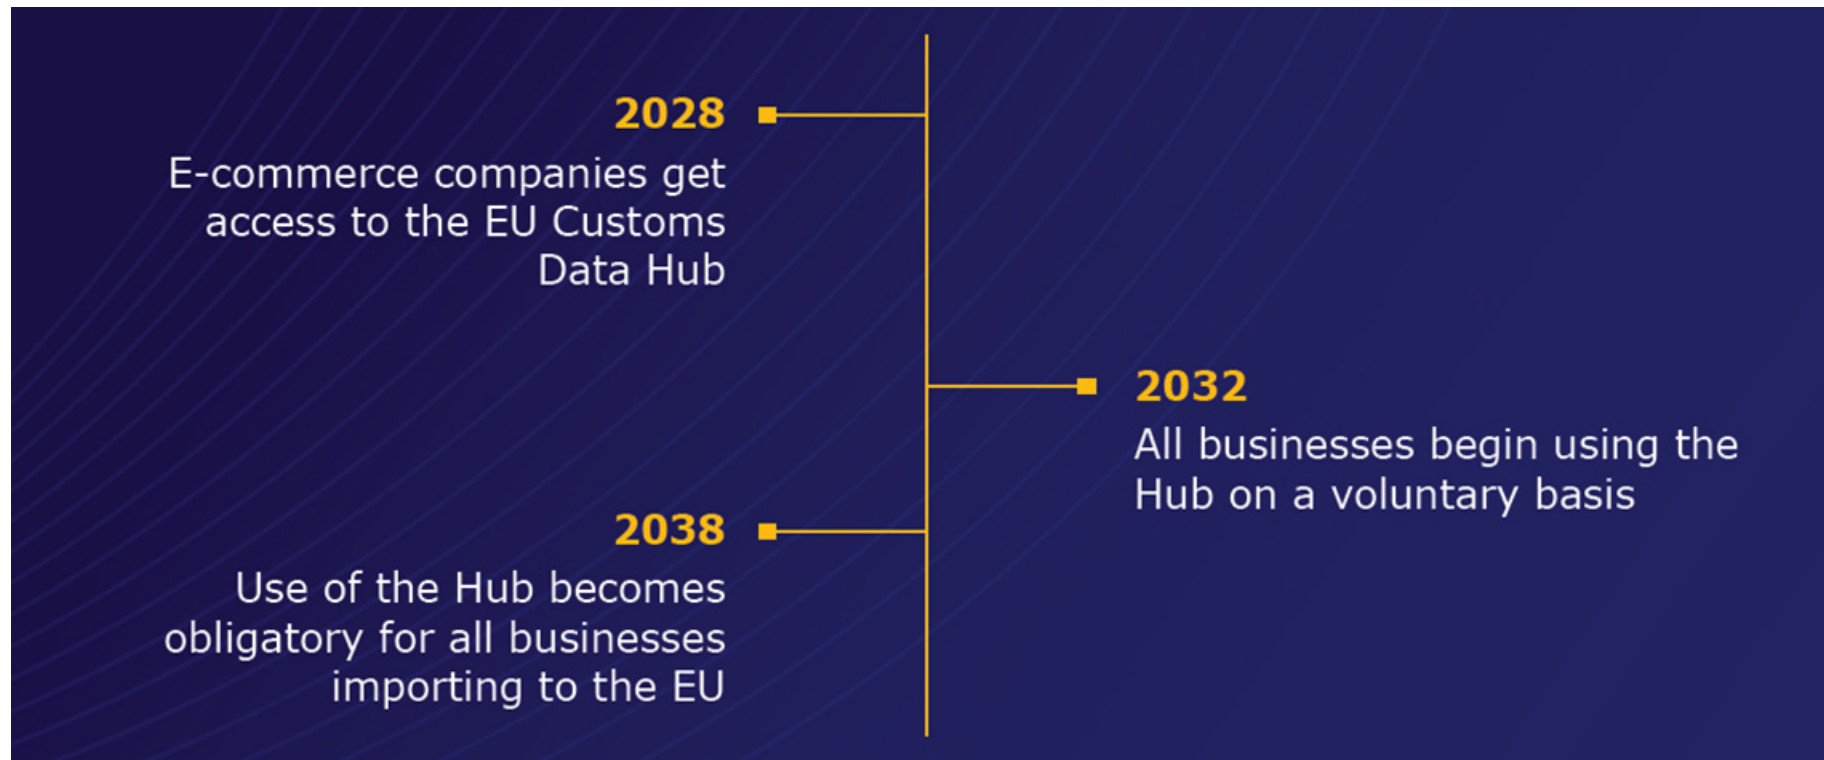 2028
E-commerce companies get
access to the EU Customs
Data Hub
2032
All businesses begin using the
Hub on a voluntary basis
2038
Use of the Hub becomes
obligatory for all businesses
importing to the EU